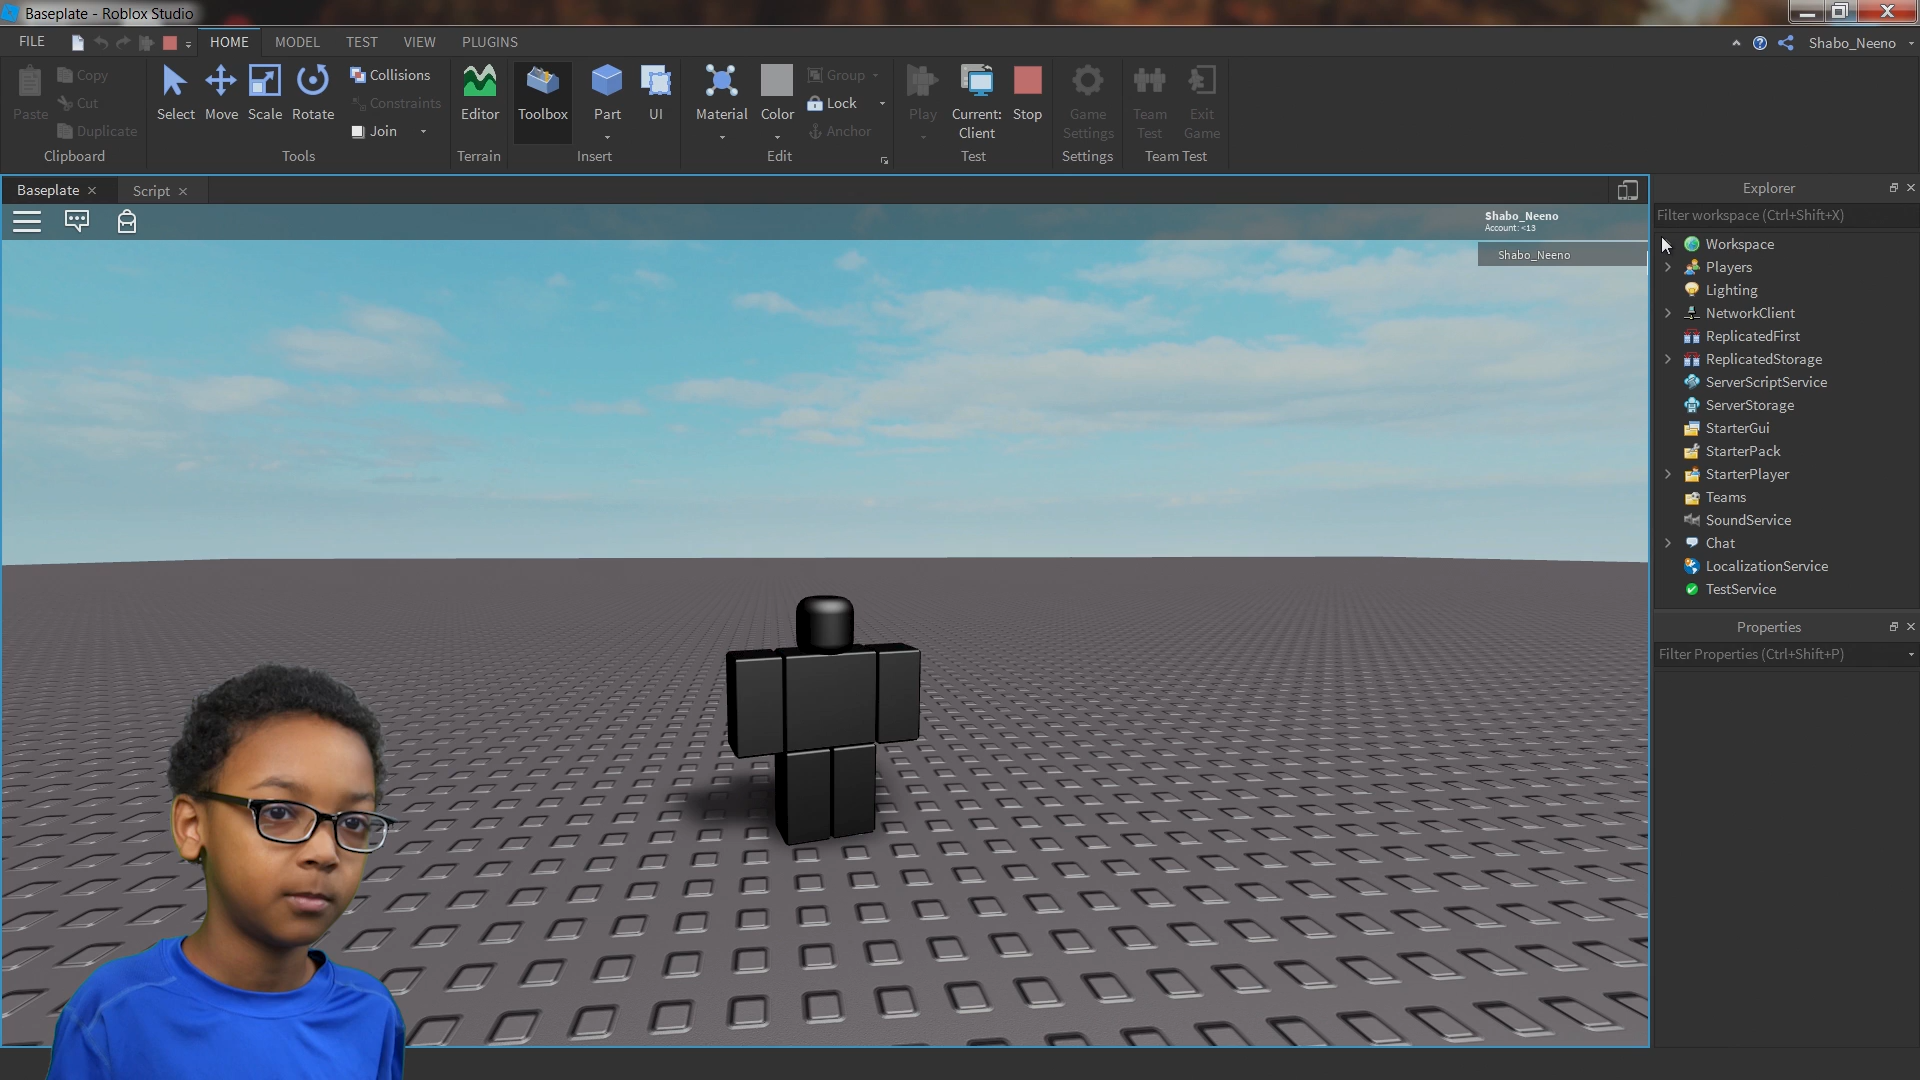 Baseplate - Roblox Studio
FILE HOME MODEL TEST VIEW PLUGINS Shabo_Neeno
Paste
Copy
Cut
Duplicate
Clipboard
Select Move Scale Rotate
Collisions
Constraints
Join
Tools
Editor
Terrain
Toolbox
Part
UI
Insert
Material
Color
Group
Lock
Anchor
Edit
Play
Current:
Client
Stop
Test
Game
Settings
Settings
Team
Test
Exit
Game
Team Test
Baseplate
Script
Shabo_Neeno
Account: <13
Shabo_Neeno
Explorer
Filter workspace (Ctrl+Shift+X)
Workspace
Players
Lighting
NetworkClient
ReplicatedFirst
ReplicatedStorage
ServerScriptService
ServerStorage
StarterGui
StarterPack
StarterPlayer
Teams
SoundService
Chat
LocalizationService
TestService
Properties
Filter Properties (Ctrl+Shift+P)